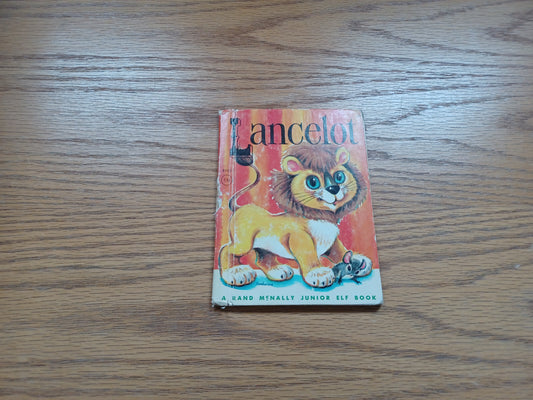 Lancelot
A RAND McNALLY JUNIOR ELF BOOK